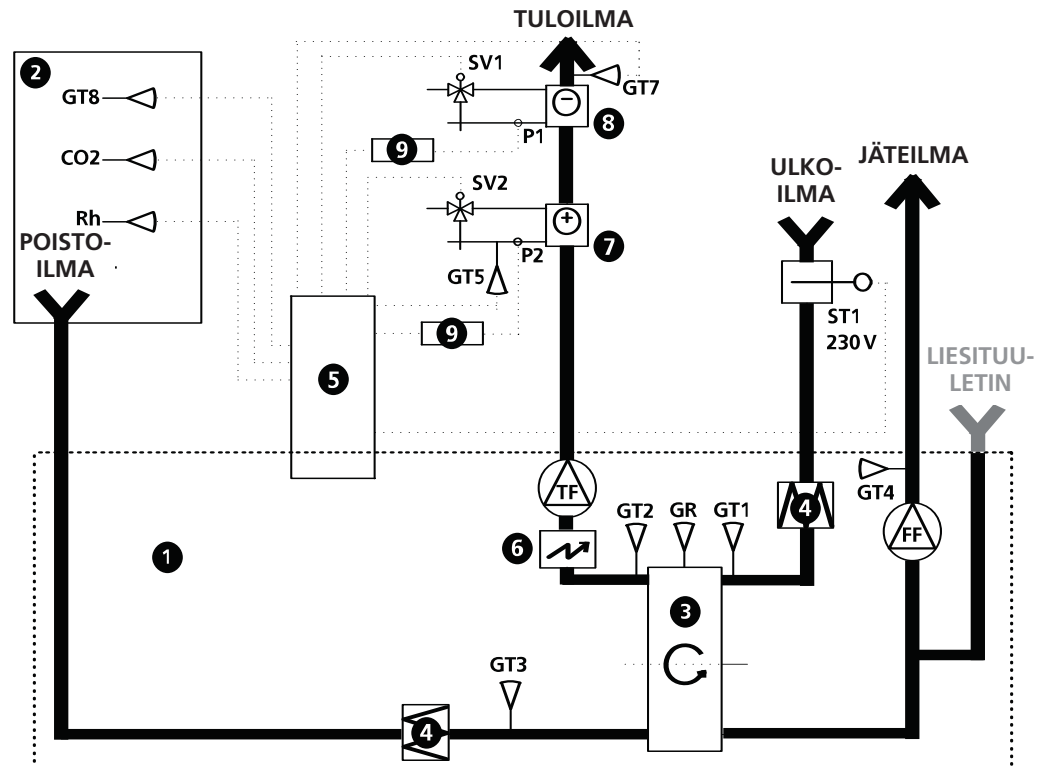 TULOILMA
2
SV1
GT8
GT7
−
8
P1
9
CO2
JÄTEILMA
ULKO-
ILMA
SV2
Rh
POISTO-
ILMA
+
7
P2
GT5
ST1
230 V
9
LIESITUU-
LETIN
5
GT4
TF
4
GT2
GR
GT1
FF
6
1
3
GT3
4